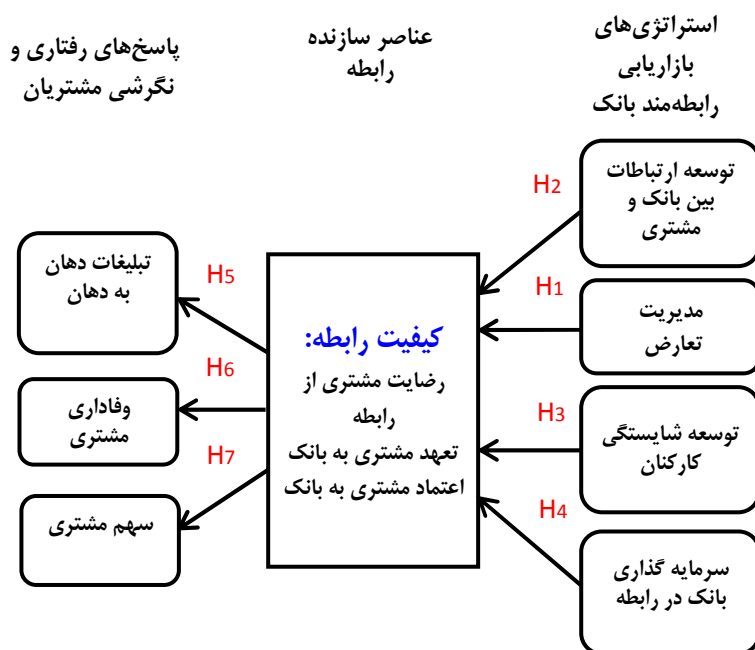 استراتژی‌های
بازاریابی
رابطه‌مند بانک
عناصر سازنده
رابطه
پاسخ‌های رفتاری و
نگرشی مشتریان
توسعه ارتباطات
بین بانک و
مشتری
H2
مدیریت
تعارض
H1
توسعه شایستگی
کارکنان
H3
سرمایه گذاری
بانک در رابطه
H4
کیفیت رابطه:
رضایت مشتری از
رابطه
تعهد مشتری به بانک
اعتماد مشتری به بانک
H5
تبلیغات دهان
به دهان
H6
وفاداری
مشتری
H7
سهم مشتری